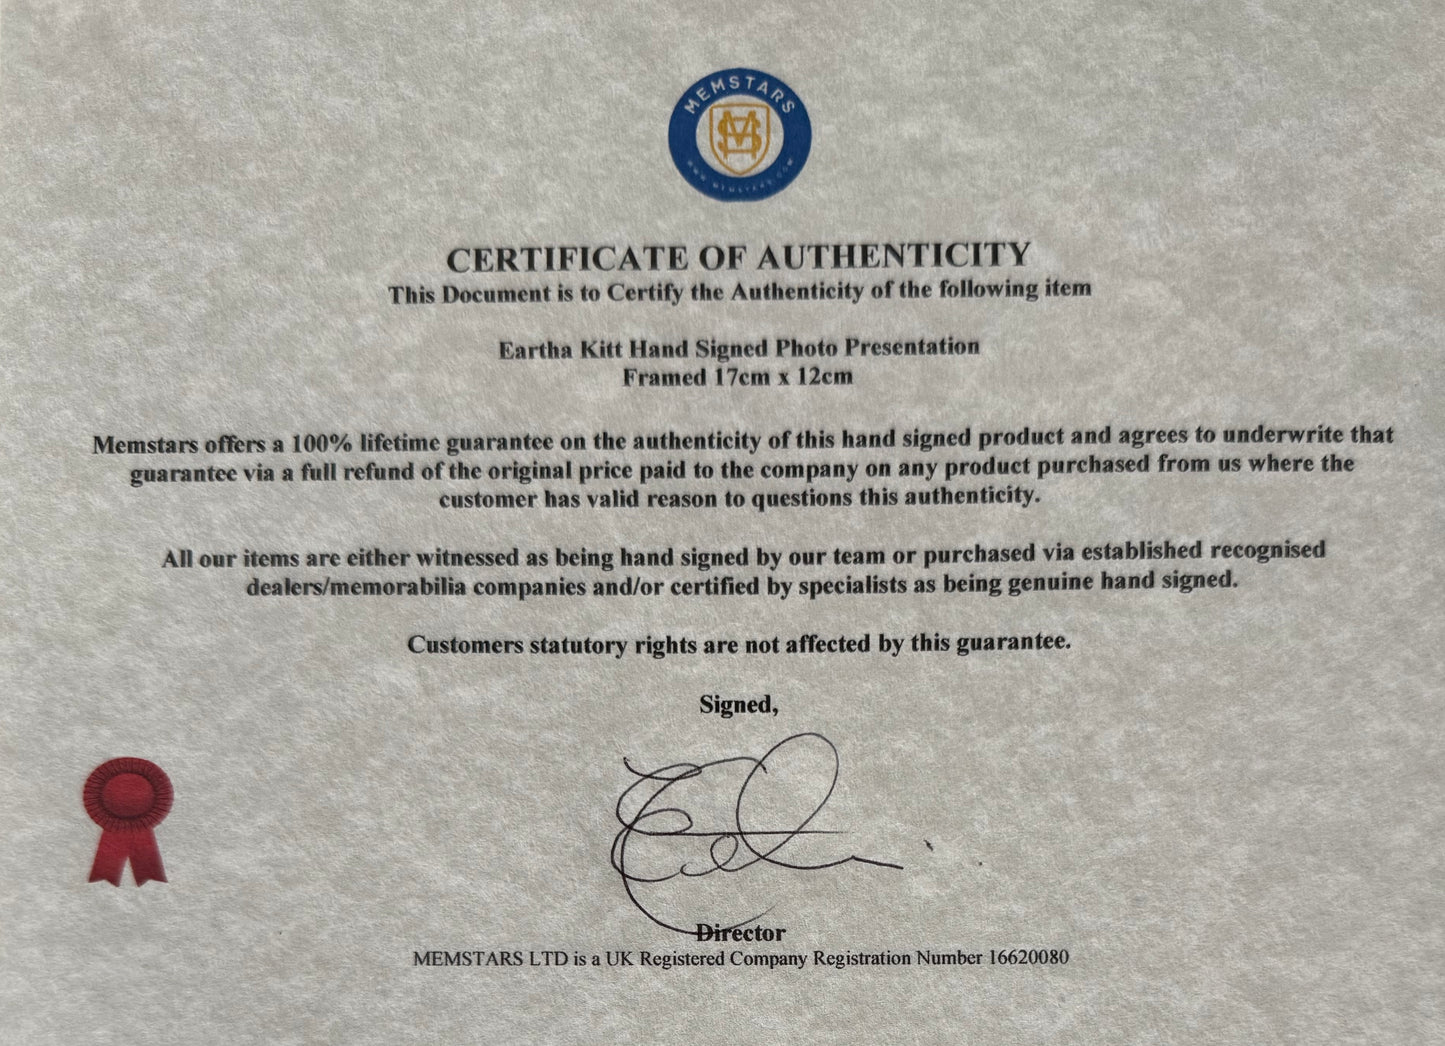 MEMSTARS
MS
WWW.MEMSTARS.COM
CERTIFICATE OF AUTHENTICITY
This Document is to Certify the Authenticity of the following item
Eartha Kitt Hand Signed Photo Presentation
Framed 17cm x 12cm
Memstars offers a 100% lifetime guarantee on the authenticity of this hand signed product and agrees to underwrite that
guarantee via a full refund of the original price paid to the company on any product purchased from us where the
customer has valid reason to questions this authenticity.
All our items are either witnessed as being hand signed by our team or purchased via established recognised
dealers/memorabilia companies and/or certified by specialists as being genuine hand signed.
Customers statutory rights are not affected by this guarantee.
Signed,
Director
MEMSTARS LTD is a UK Registered Company Registration Number 16620080